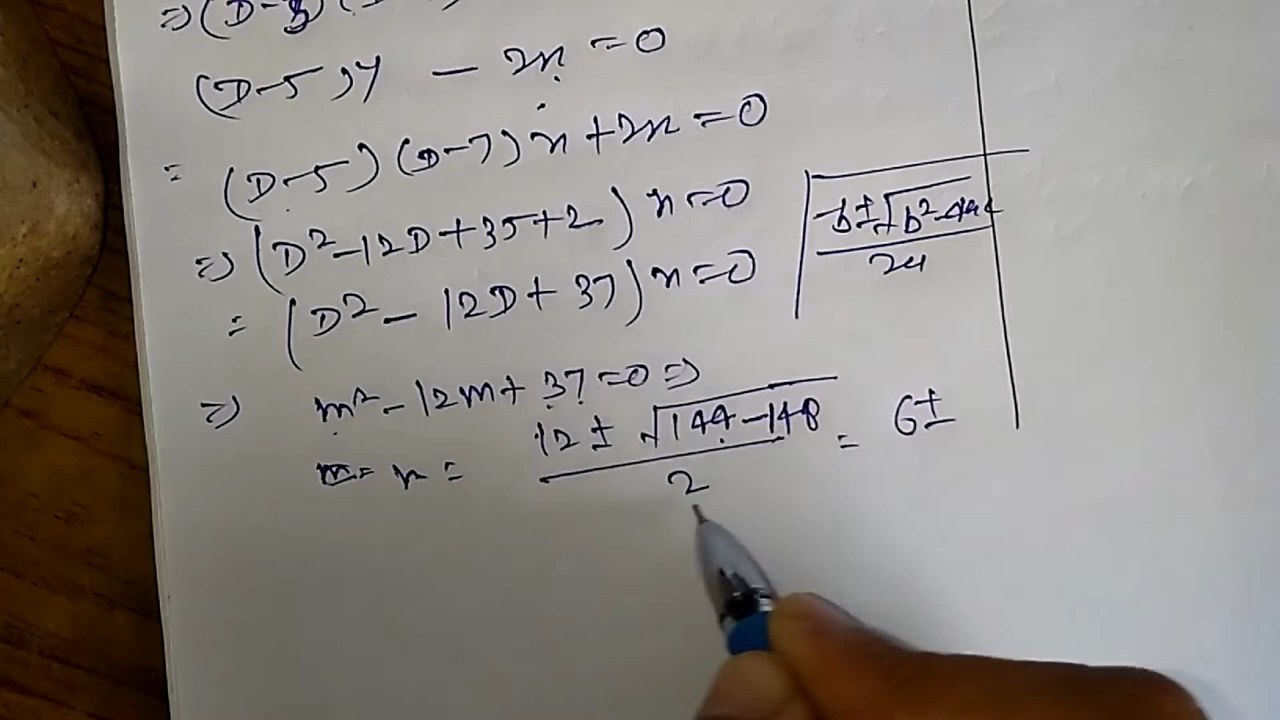 => (D-
(D-5)y - 2x = 0
= (D-5)(D-7)x + 2x = 0
=> (D²-12D+35+2)x = 0
= (D² - 12D + 37)x = 0
-b±√b²-4ac
2a
=> m² - 12m + 37 = 0 =>
m = x = 12 ± √144-148 = 6±
2